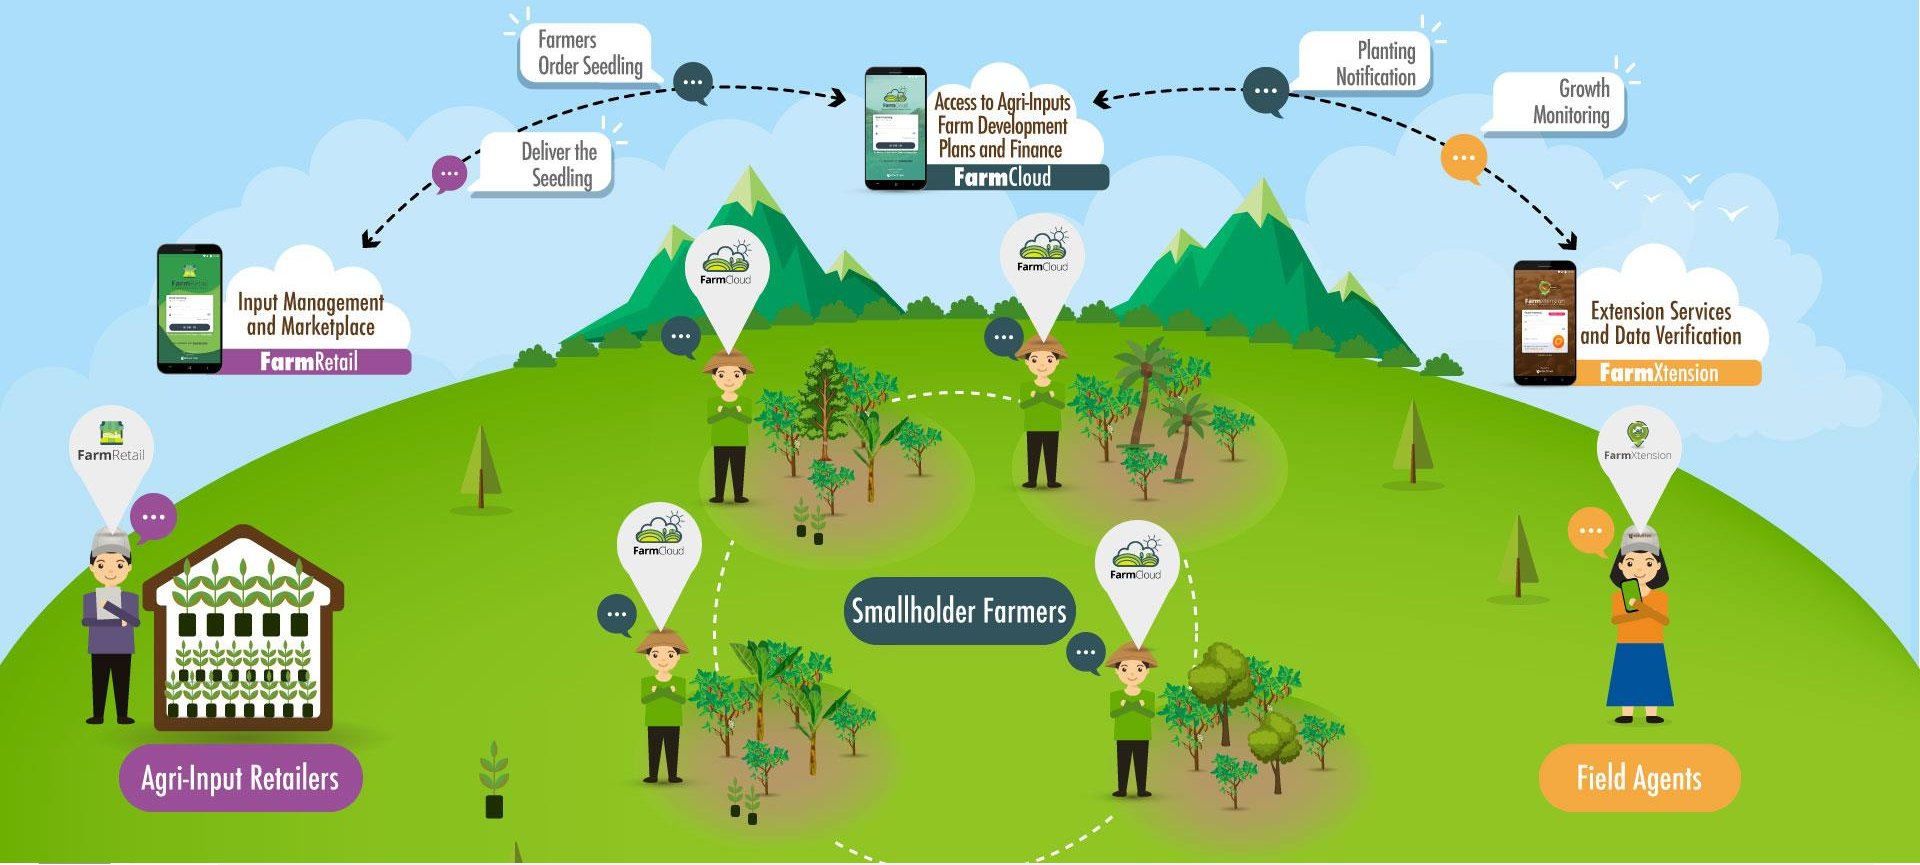 Farmers
Order Seedling
Deliver the
Seedling
Access to Agri-Inputs
Farm Development
Plans and Finance
FarmCloud
Planting
Notification
Growth
Monitoring
Input Management
and Marketplace
FarmRetail
Extension Services
and Data Verification
FarmXtension
FarmCloud
FarmCloud
FarmRetail
FarmXtension
FarmCloud
FarmCloud
Smallholder Farmers
Agri-Input Retailers
Field Agents